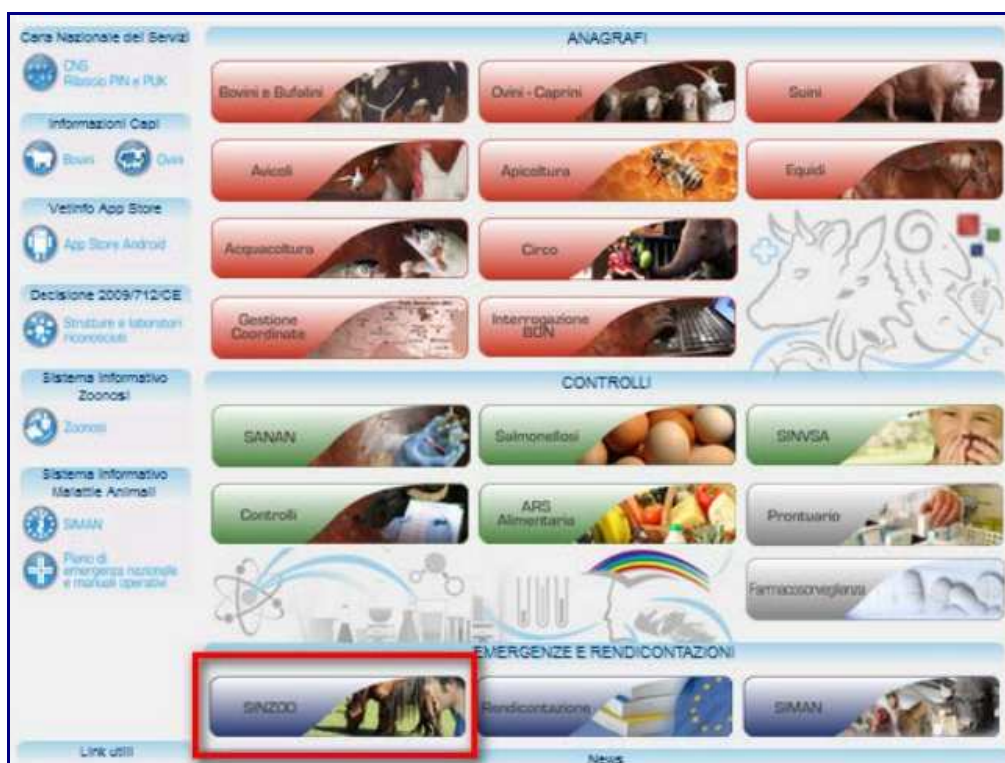 Cara Nazionale dei Servizi
CNS
Rilascio PIN e PUK
Informazioni Capi
Bovini
Ovini
Vetinfo App Store
App Store Android
Decisione 2009/712/CE
Strutture e laboratori
riconosciuti
Sistema Informativo
Zoonosi
Zoonosi
Sistema Informativo
Malattie Animali
SIMAN
Piano di
emergenza nazionale
e manuali operativi
Link utili
ANAGRAFI
Bovini e Bufalini
Ovini - Caprini
Suini
Avicoli
Apicoltura
Equidi
Acquacoltura
Circo
Gestione
Coordinate
Interrogazione
BDN
CONTROLLI
SANAN
Salmonellosi
SINVSA
Controlli
ARS
Alimentaria
Prontuario
Farmacosorveglianza
EMERGENZE E RENDICONTAZIONI
SINZOO
Rendicontazione
SIMAN
News